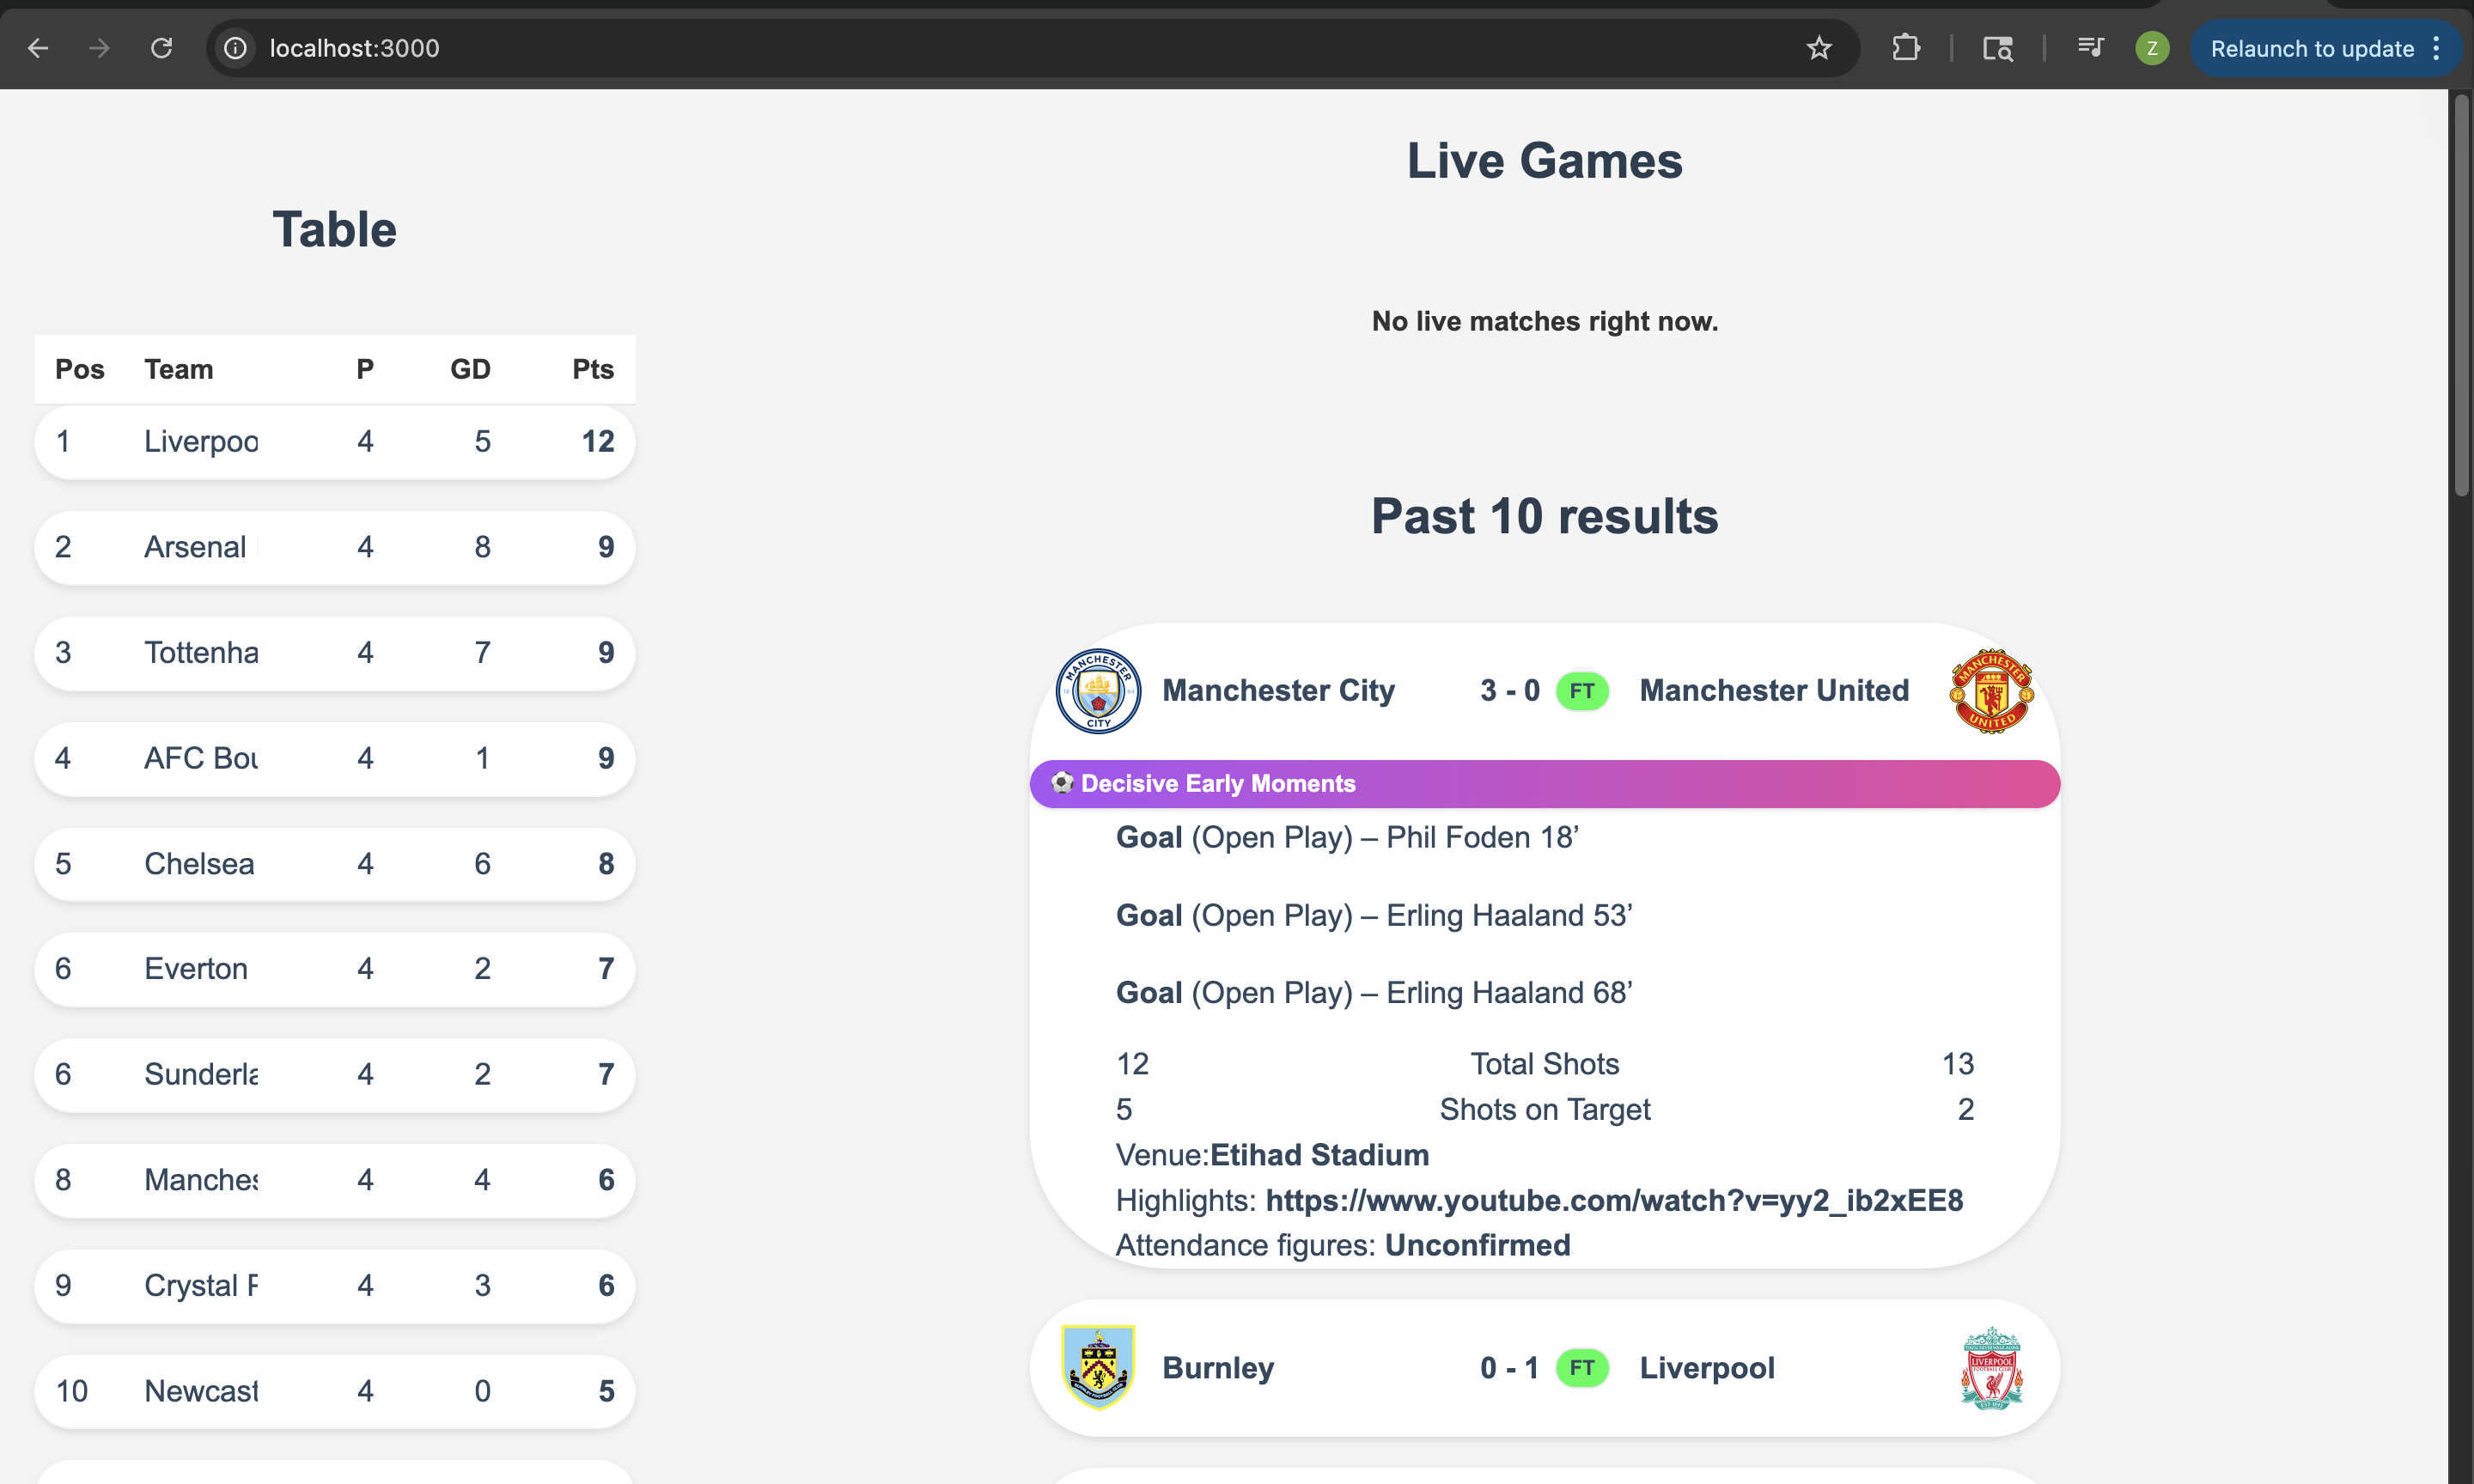 localhost:3000
Z
Relaunch to update
Table
Pos Team P GD Pts
1 Liverpoo 4 5 12
2 Arsenal 4 8 9
3 Tottenha 4 7 9
4 AFC Bou 4 1 9
5 Chelsea 4 6 8
6 Everton 4 2 7
6 Sunderla 4 2 7
8 Manches 4 4 6
9 Crystal P 4 3 6
10 Newcast 4 0 5
Live Games
No live matches right now.
Past 10 results
MANCHESTER
CITY
Manchester City 3 - 0 FT Manchester United
MANCHESTER
UNITED
⚽ Decisive Early Moments
Goal (Open Play) – Phil Foden 18’
Goal (Open Play) – Erling Haaland 53’
Goal (Open Play) – Erling Haaland 68’
12 Total Shots 13
5 Shots on Target 2
Venue:Etihad Stadium
Highlights: https://www.youtube.com/watch?v=yy2_ib2xEE8
Attendance figures: Unconfirmed
Burnley 0 - 1 FT Liverpool
LIVERPOOL
FOOTBALL CLUB
EST·1892